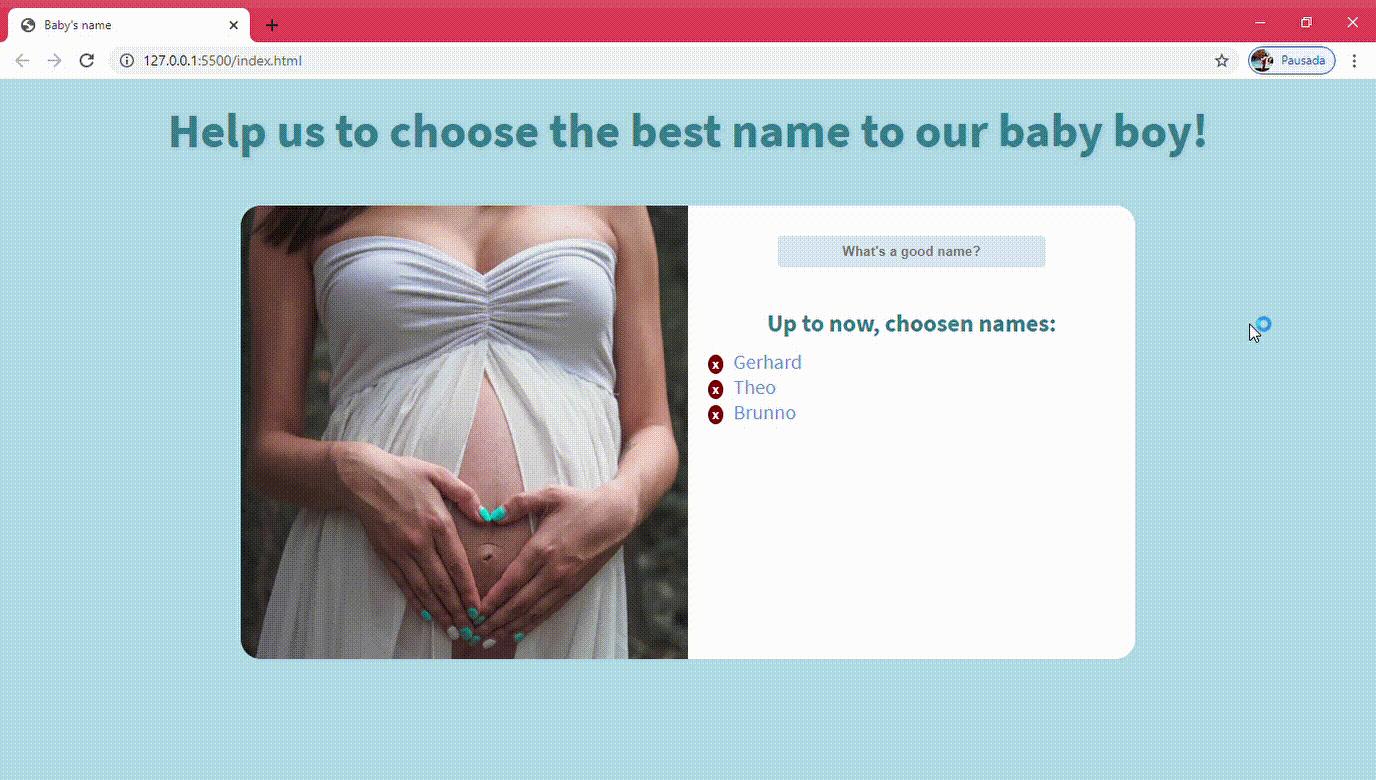 Baby's name
127.0.0.1:5500/index.html
Pausada
Help us to choose the best name to our baby boy!
What's a good name?
Up to now, choosen names:
x Gerhard
x Theo
x Brunno